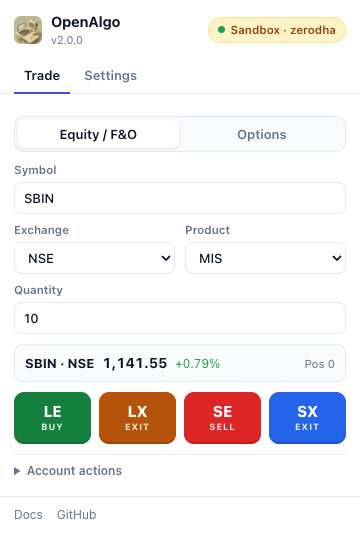 OpenAlgo
v2.0.0
Sandbox · zerodha
Trade Settings
Equity / F&O Options
Symbol
SBIN
Exchange Product
NSE MIS
Quantity
10
SBIN · NSE 1,141.55 +0.79% Pos 0
LE LX SE SX
BUY EXIT SELL EXIT
Account actions
Docs GitHub